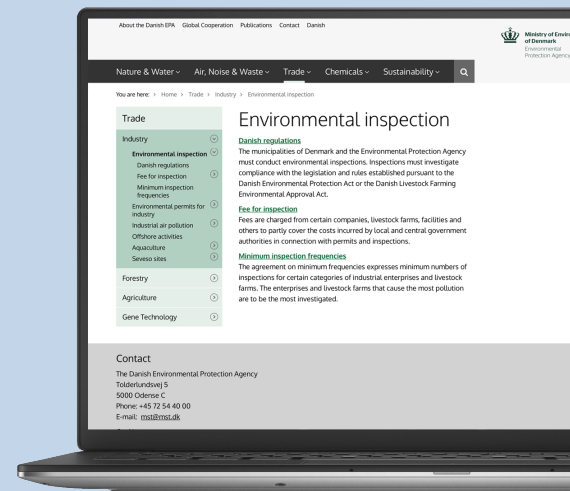 About the Danish EPA Global Cooperation Publications Contact Danish
Ministry of
of Denmark
Environmental
Protection Agency
Nature & Water Air, Noise & Waste Trade Chemicals Sustainability
You are here: > Home > Trade > Industry > Environmental inspection
Trade
Industry
Environmental inspection
Danish regulations
Fee for inspection
Minimum inspection
frequencies
Environmental permits for
industry
Industrial air pollution
Offshore activities
Aquaculture
Seveso sites
Forestry
Agriculture
Gene Technology
Environmental inspection
Danish regulations
The municipalities of Denmark and the Environmental Protection Agency
must conduct environmental inspections. Inspections must investigate
compliance with the legislation and rules established pursuant to the
Danish Environmental Protection Act or the Danish Livestock Farming
Environmental Approval Act.
Fee for inspection
Fees are charged from certain companies, livestock farms, facilities and
others to partly cover the costs incurred by local and central government
authorities in connection with permits and inspections.
Minimum inspection frequencies
The agreement on minimum frequencies expresses minimum numbers of
inspections for certain categories of industrial enterprises and livestock
farms. The enterprises and livestock farms that cause the most pollution
are to be the most investigated.
Contact
The Danish Environmental Protection Agency
Tolderlundsvej 5
5000 Odense C
Phone: +45 72 54 40 00
E-mail: mst@mst.dk